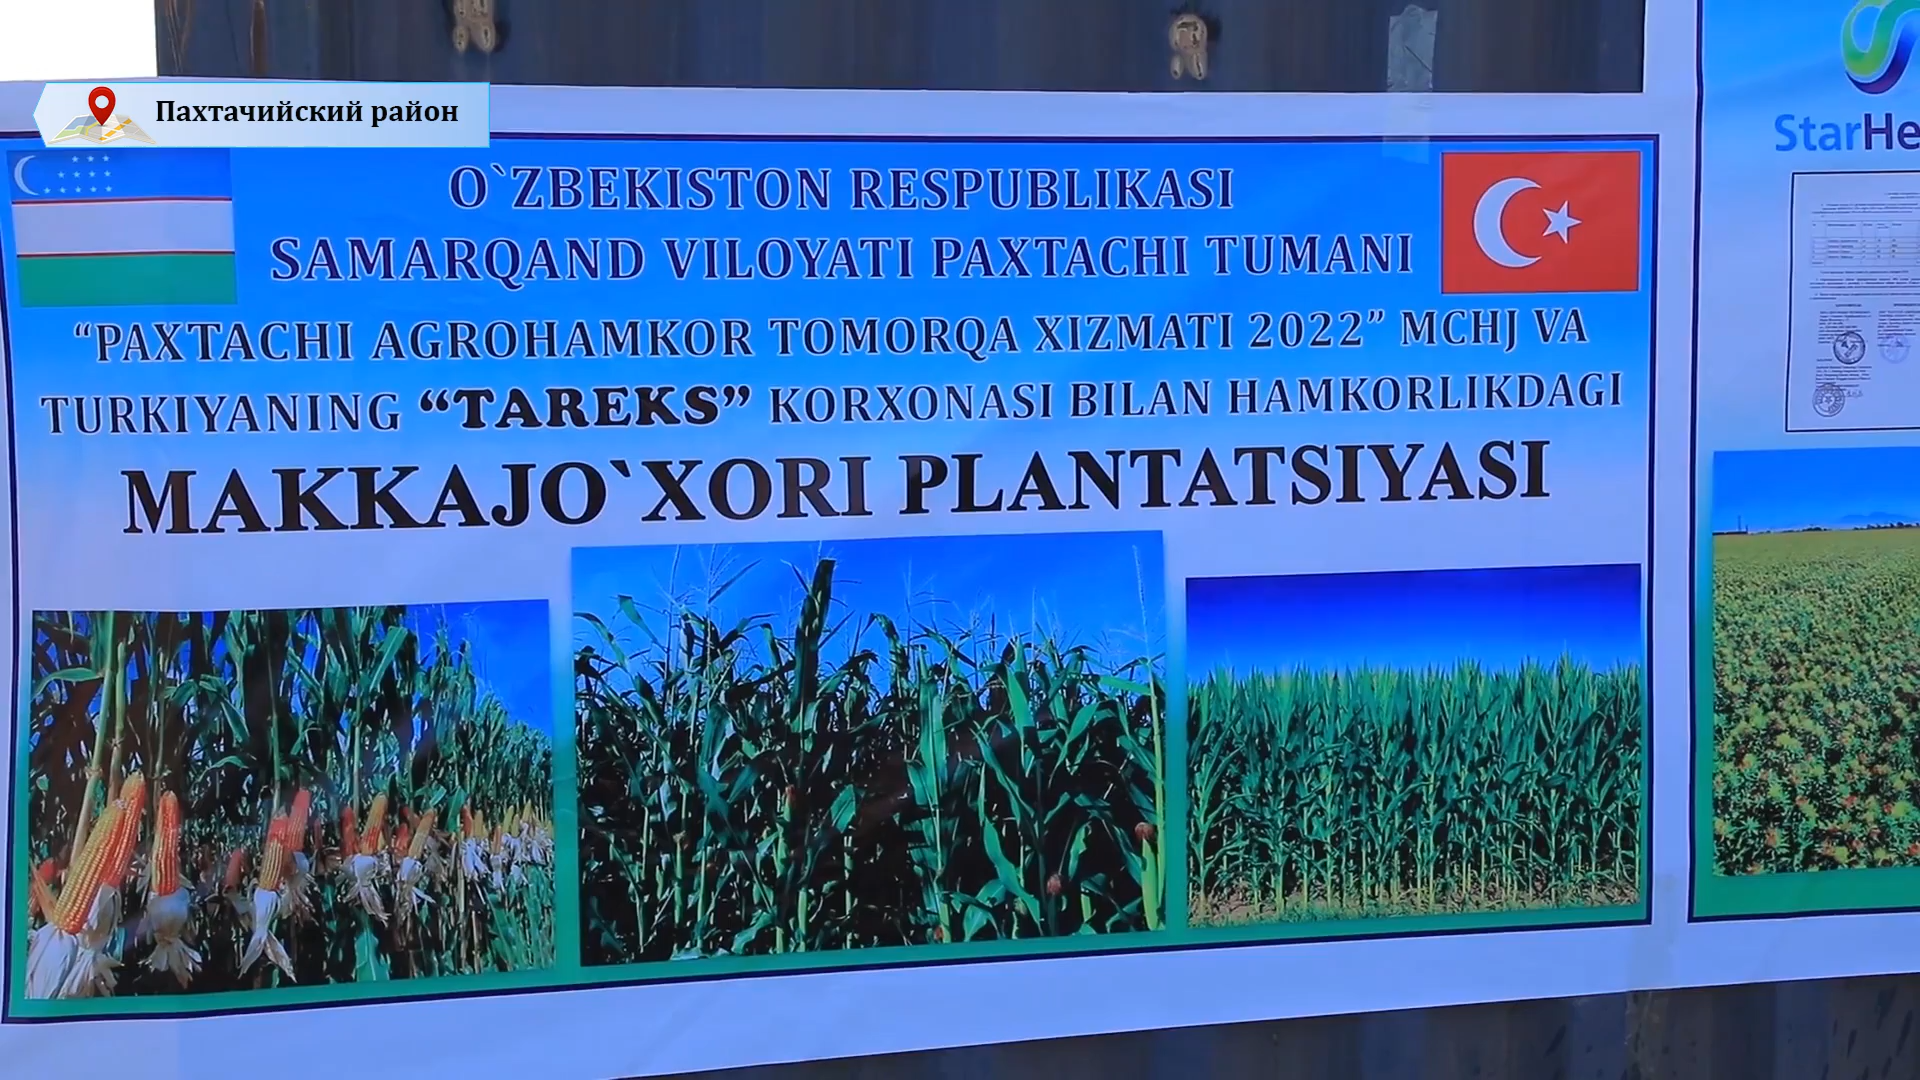 Пахтачийский район
O`ZBEKISTON RESPUBLIKASI
SAMARQAND VILOYATI PAXTACHI TUMANI
“PAXTACHI AGROHAMKOR TOMORQA XIZMATI 2022” MCHJ VA
TURKIYANING “TAREKS” KORXONASI BILAN HAMKORLIKDAGI
MAKKAJO`XORI PLANTATSIYASI
StarHe